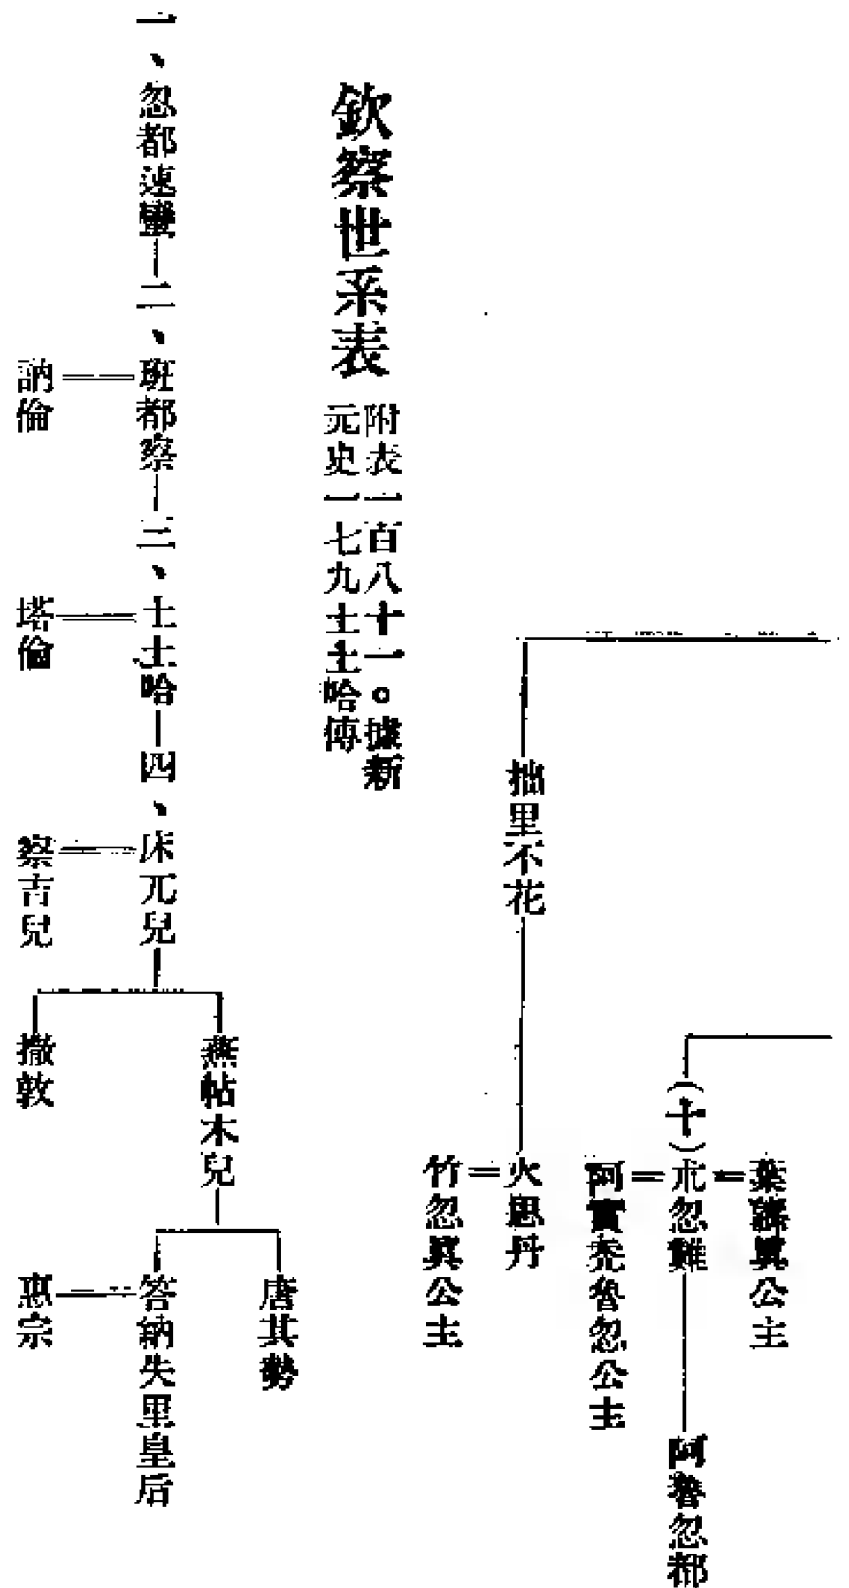 葉講真公主
(十)朮忽難
阿魯忽都
阿實禿魯忽公主
拙里不花
火思丹
竹忽真公主
欽察世系表
附表一百八十一。據新
元史一七九土土哈傳
一、忽都速蠻
二、班都察
訥倫
三、土土哈
塔倫
四、床兀兒
察吉兒
燕帖木兒
撒敦
唐其勢
答納失里皇后
惠宗